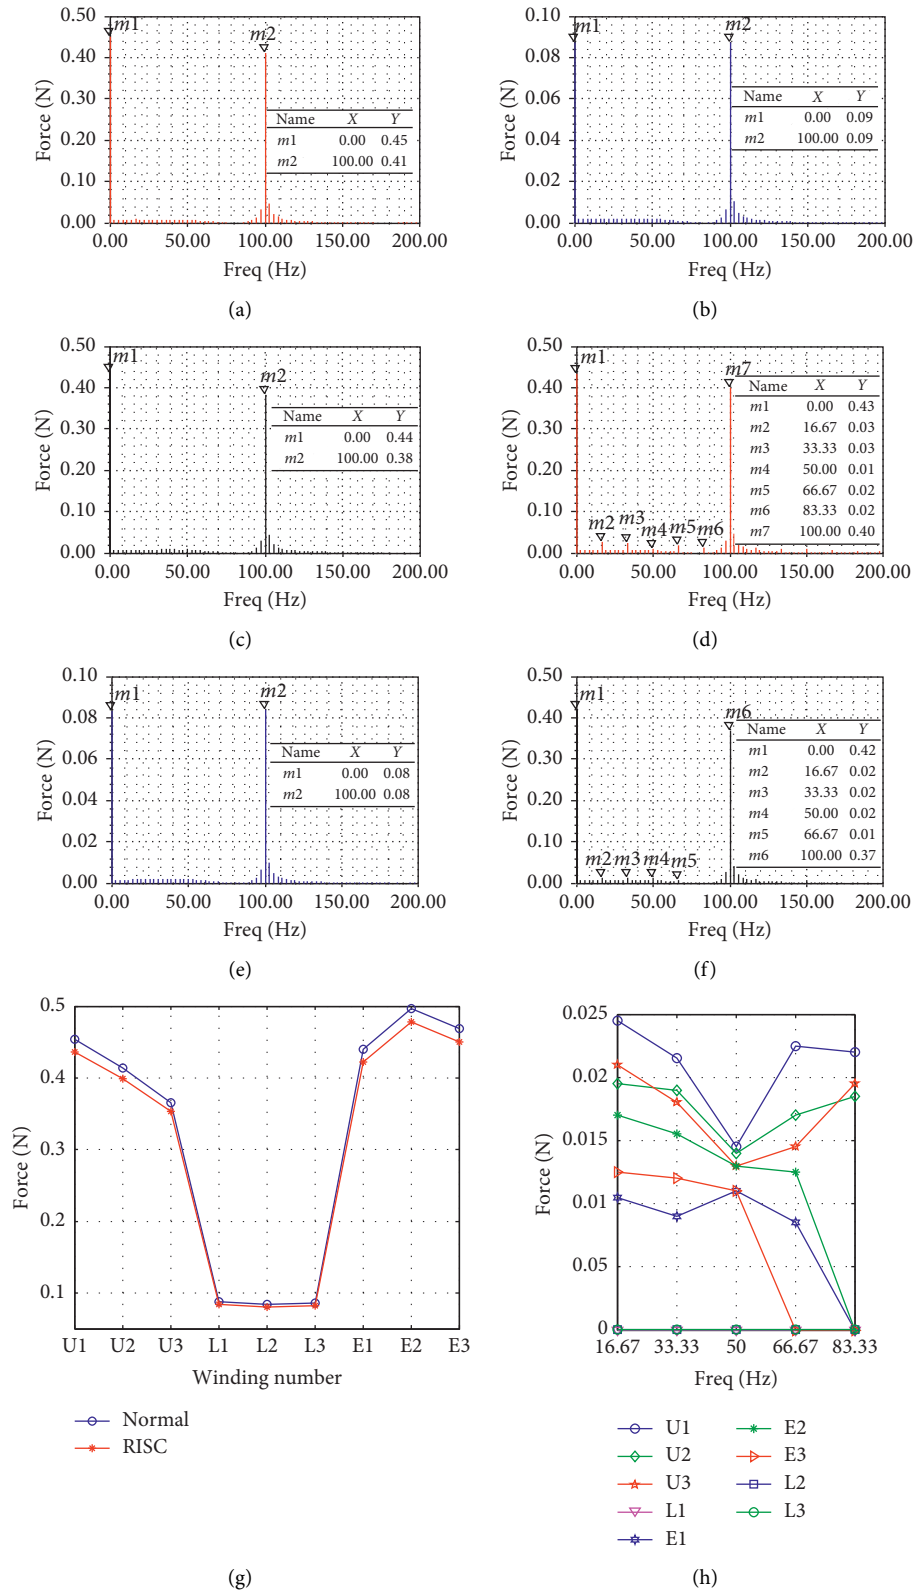 0.50
0.40
0.30
0.20
0.10
0.00
Force (N)
m1
m2
Name X Y
m1 0.00 0.45
m2 100.00 0.41
0.00 50.00 100.00 150.00 200.00
Freq (Hz)
(a)
0.10
0.08
0.06
0.04
0.02
0.00
Force (N)
m1
m2
Name X Y
m1 0.00 0.09
m2 100.00 0.09
0.00 50.00 100.00 150.00 200.00
Freq (Hz)
(b)
0.50
0.40
0.30
0.20
0.10
0.00
Force (N)
m1
m2
Name X Y
m1 0.00 0.44
m2 100.00 0.38
0.00 50.00 100.00 150.00 200.00
Freq (Hz)
(c)
0.50
0.40
0.30
0.20
0.10
0.00
Force (N)
m1
m7
m2 m3 m4 m5 m6
Name X Y
m1 0.00 0.43
m2 16.67 0.03
m3 33.33 0.03
m4 50.00 0.01
m5 66.67 0.02
m6 83.33 0.02
m7 100.00 0.40
0.00 50.00 100.00 150.00 200.00
Freq (Hz)
(d)
0.10
0.08
0.06
0.04
0.02
0.00
Force (N)
m1
m2
Name X Y
m1 0.00 0.08
m2 100.00 0.08
0.00 50.00 100.00 150.00 200.00
Freq (Hz)
(e)
0.50
0.40
0.30
0.20
0.10
0.00
Force (N)
m1
m6
m2 m3 m4 m5
Name X Y
m1 0.00 0.42
m2 16.67 0.02
m3 33.33 0.02
m4 50.00 0.02
m5 66.67 0.01
m6 100.00 0.37
0.00 50.00 100.00 150.00 200.00
Freq (Hz)
(f)
0.5
0.4
0.3
0.2
0.1
Force (N)
U1 U2 U3 L1 L2 L3 E1 E2 E3
Winding number
Normal
RISC
(g)
0.025
0.02
0.015
0.01
0.005
0
Force (N)
16.67 33.33 50 66.67 83.33
Freq (Hz)
U1
U2
U3
L1
E1
E2
E3
L2
L3
(h)